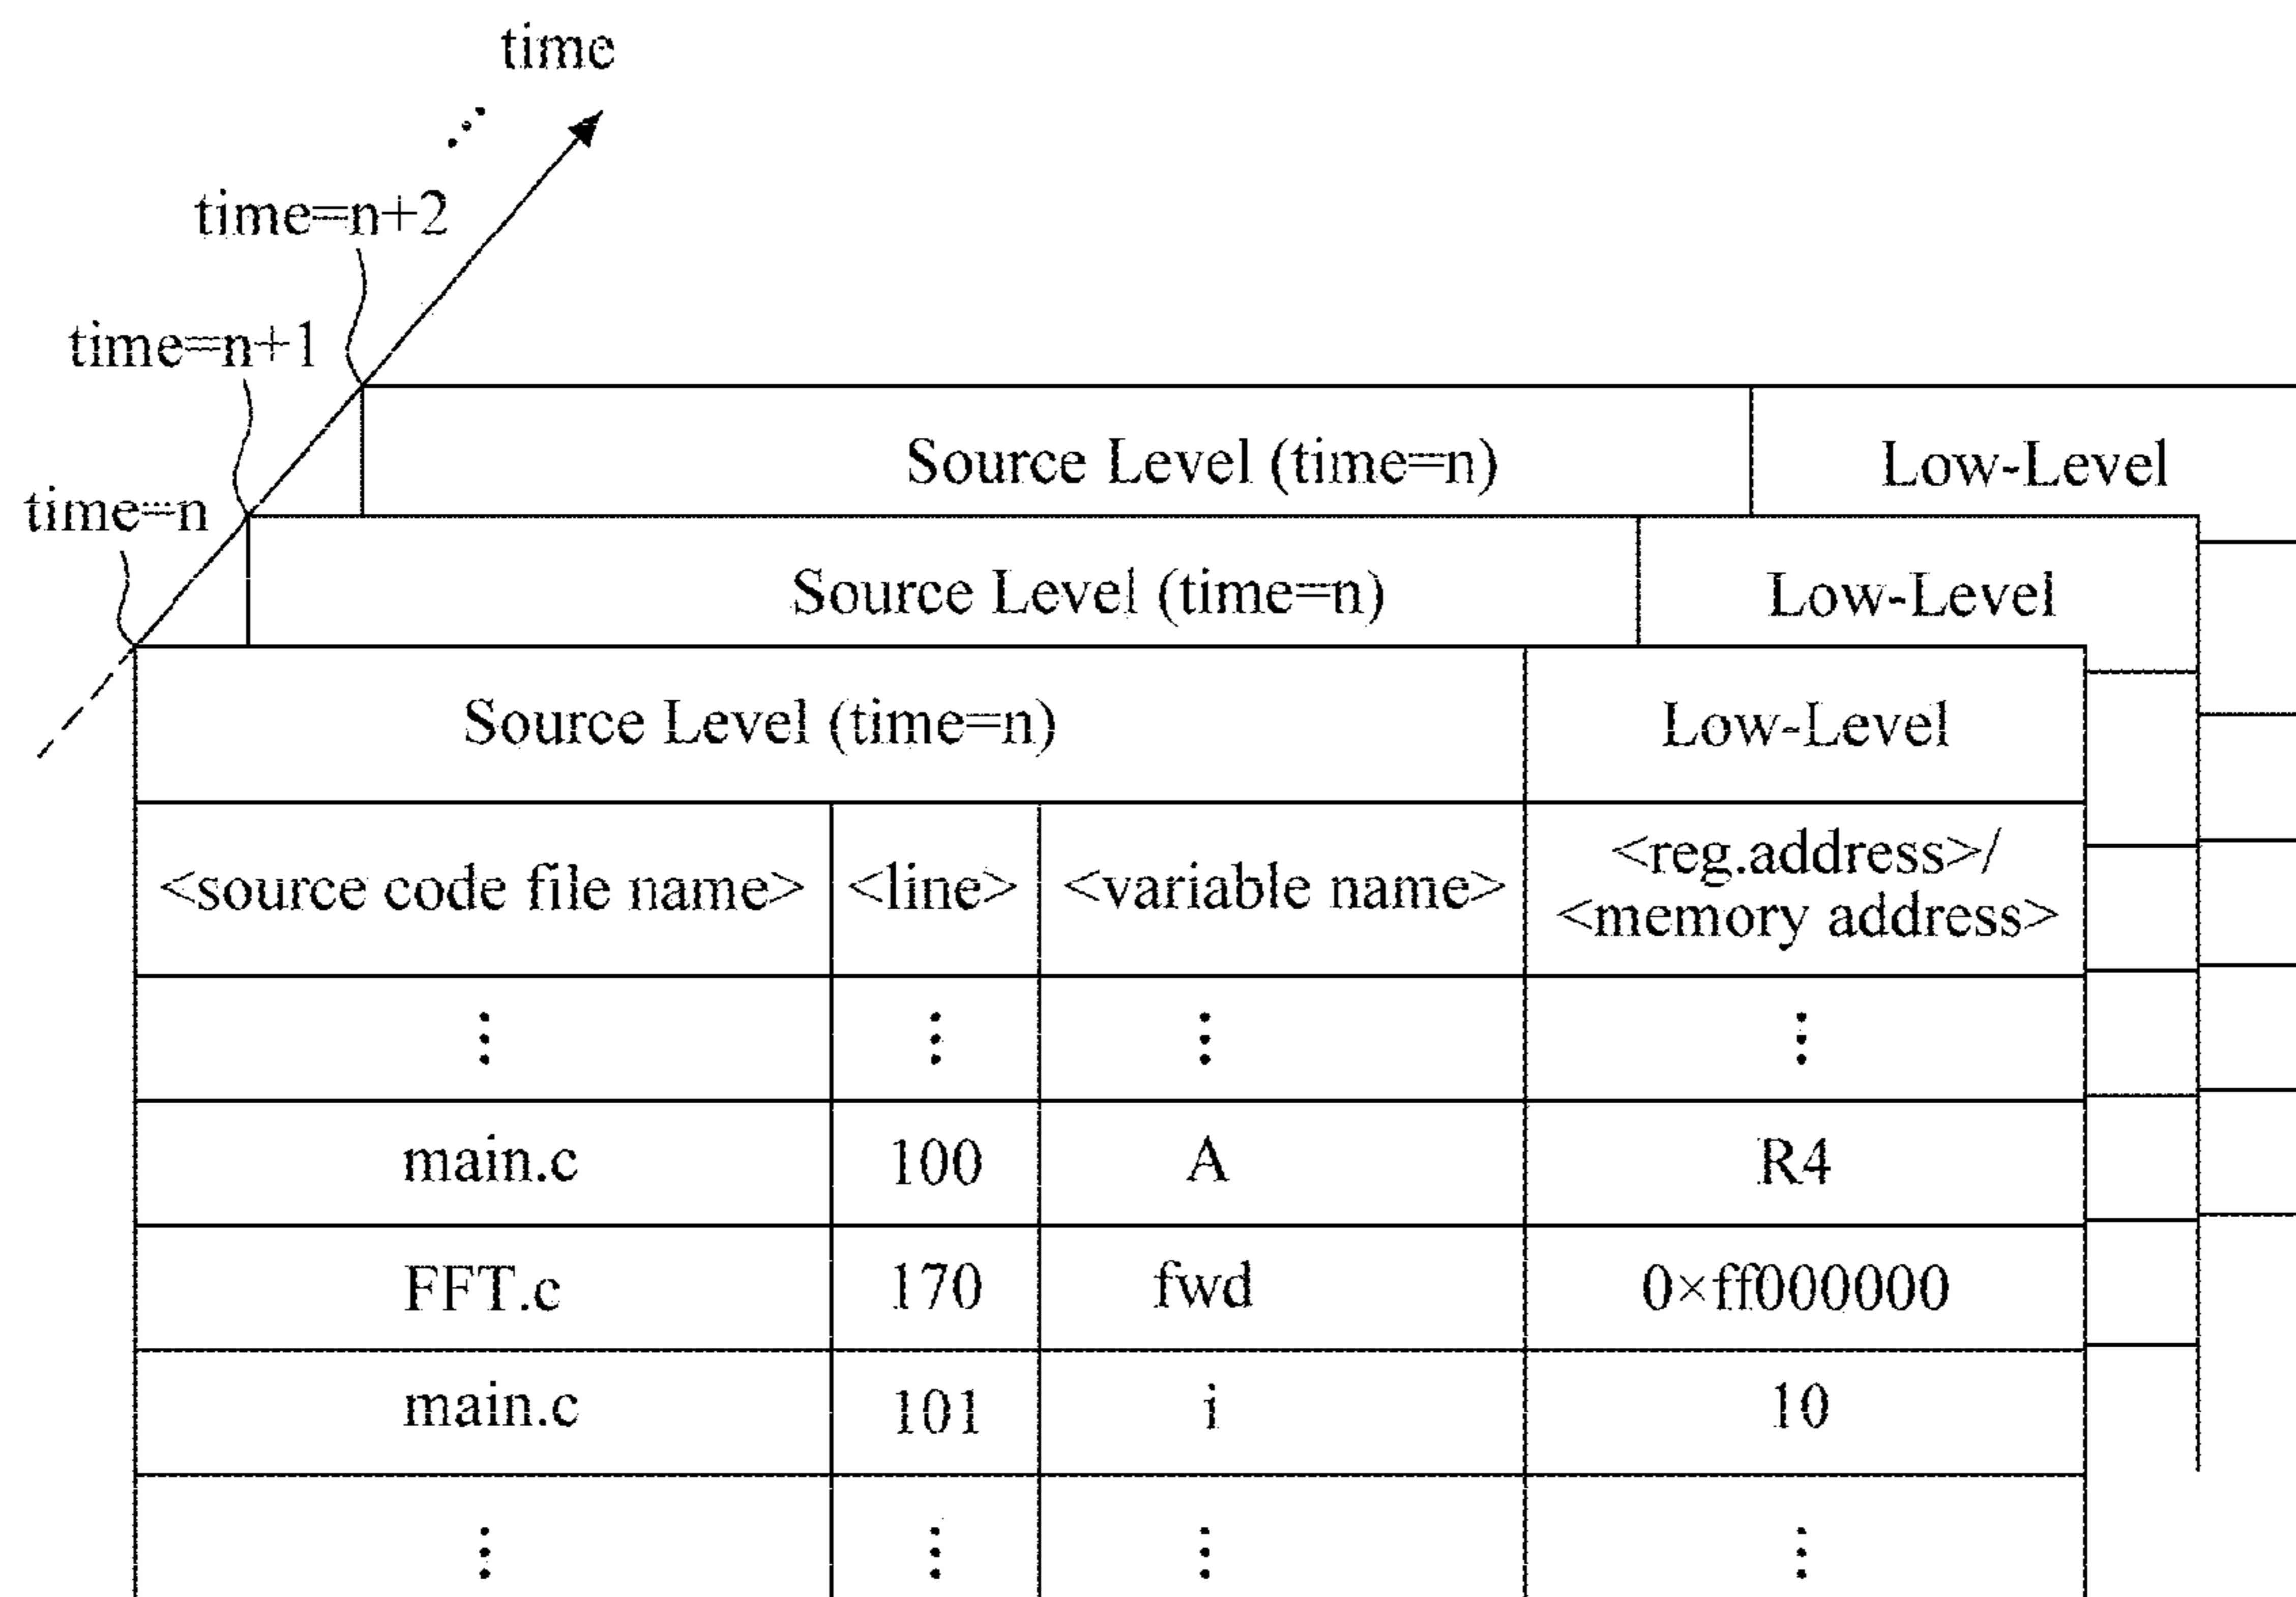 time
time=n+2
time=n+1
time=n
Source Level (time=n) Low-Level
Source Level (time=n) Low-Level
Source Level (time=n) Low-Level
<source code file name> <line> <variable name> <reg.address>/
<memory address>
main.c 100 A R4
FFT.c 170 fwd 0×ff000000
main.c 101 i 10